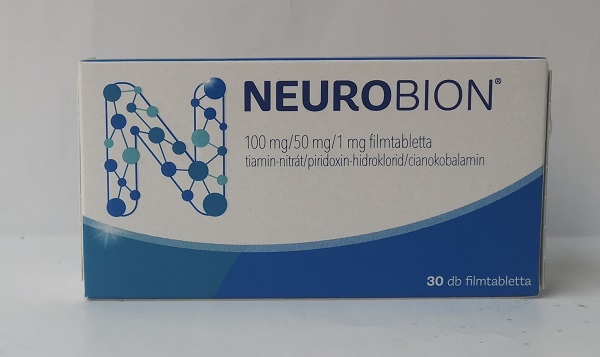 NEUROBION®
100 mg/50 mg/1 mg filmtabletta
tiamin-nitrát/piridoxin-hidroklorid/cianokobalamin
30 db filmtabletta